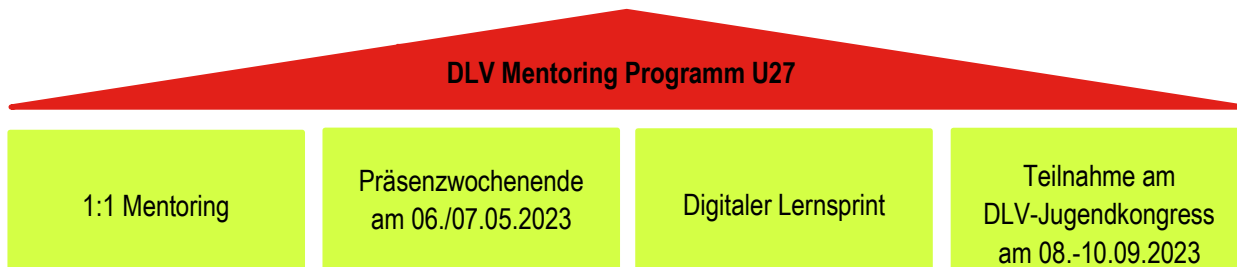 DLV Mentoring Programm U27
1:1 Mentoring
Präsenzwochenende
am 06./07.05.2023
Digitaler Lernsprint
Teilnahme am
DLV-Jugendkongress
am 08.-10.09.2023